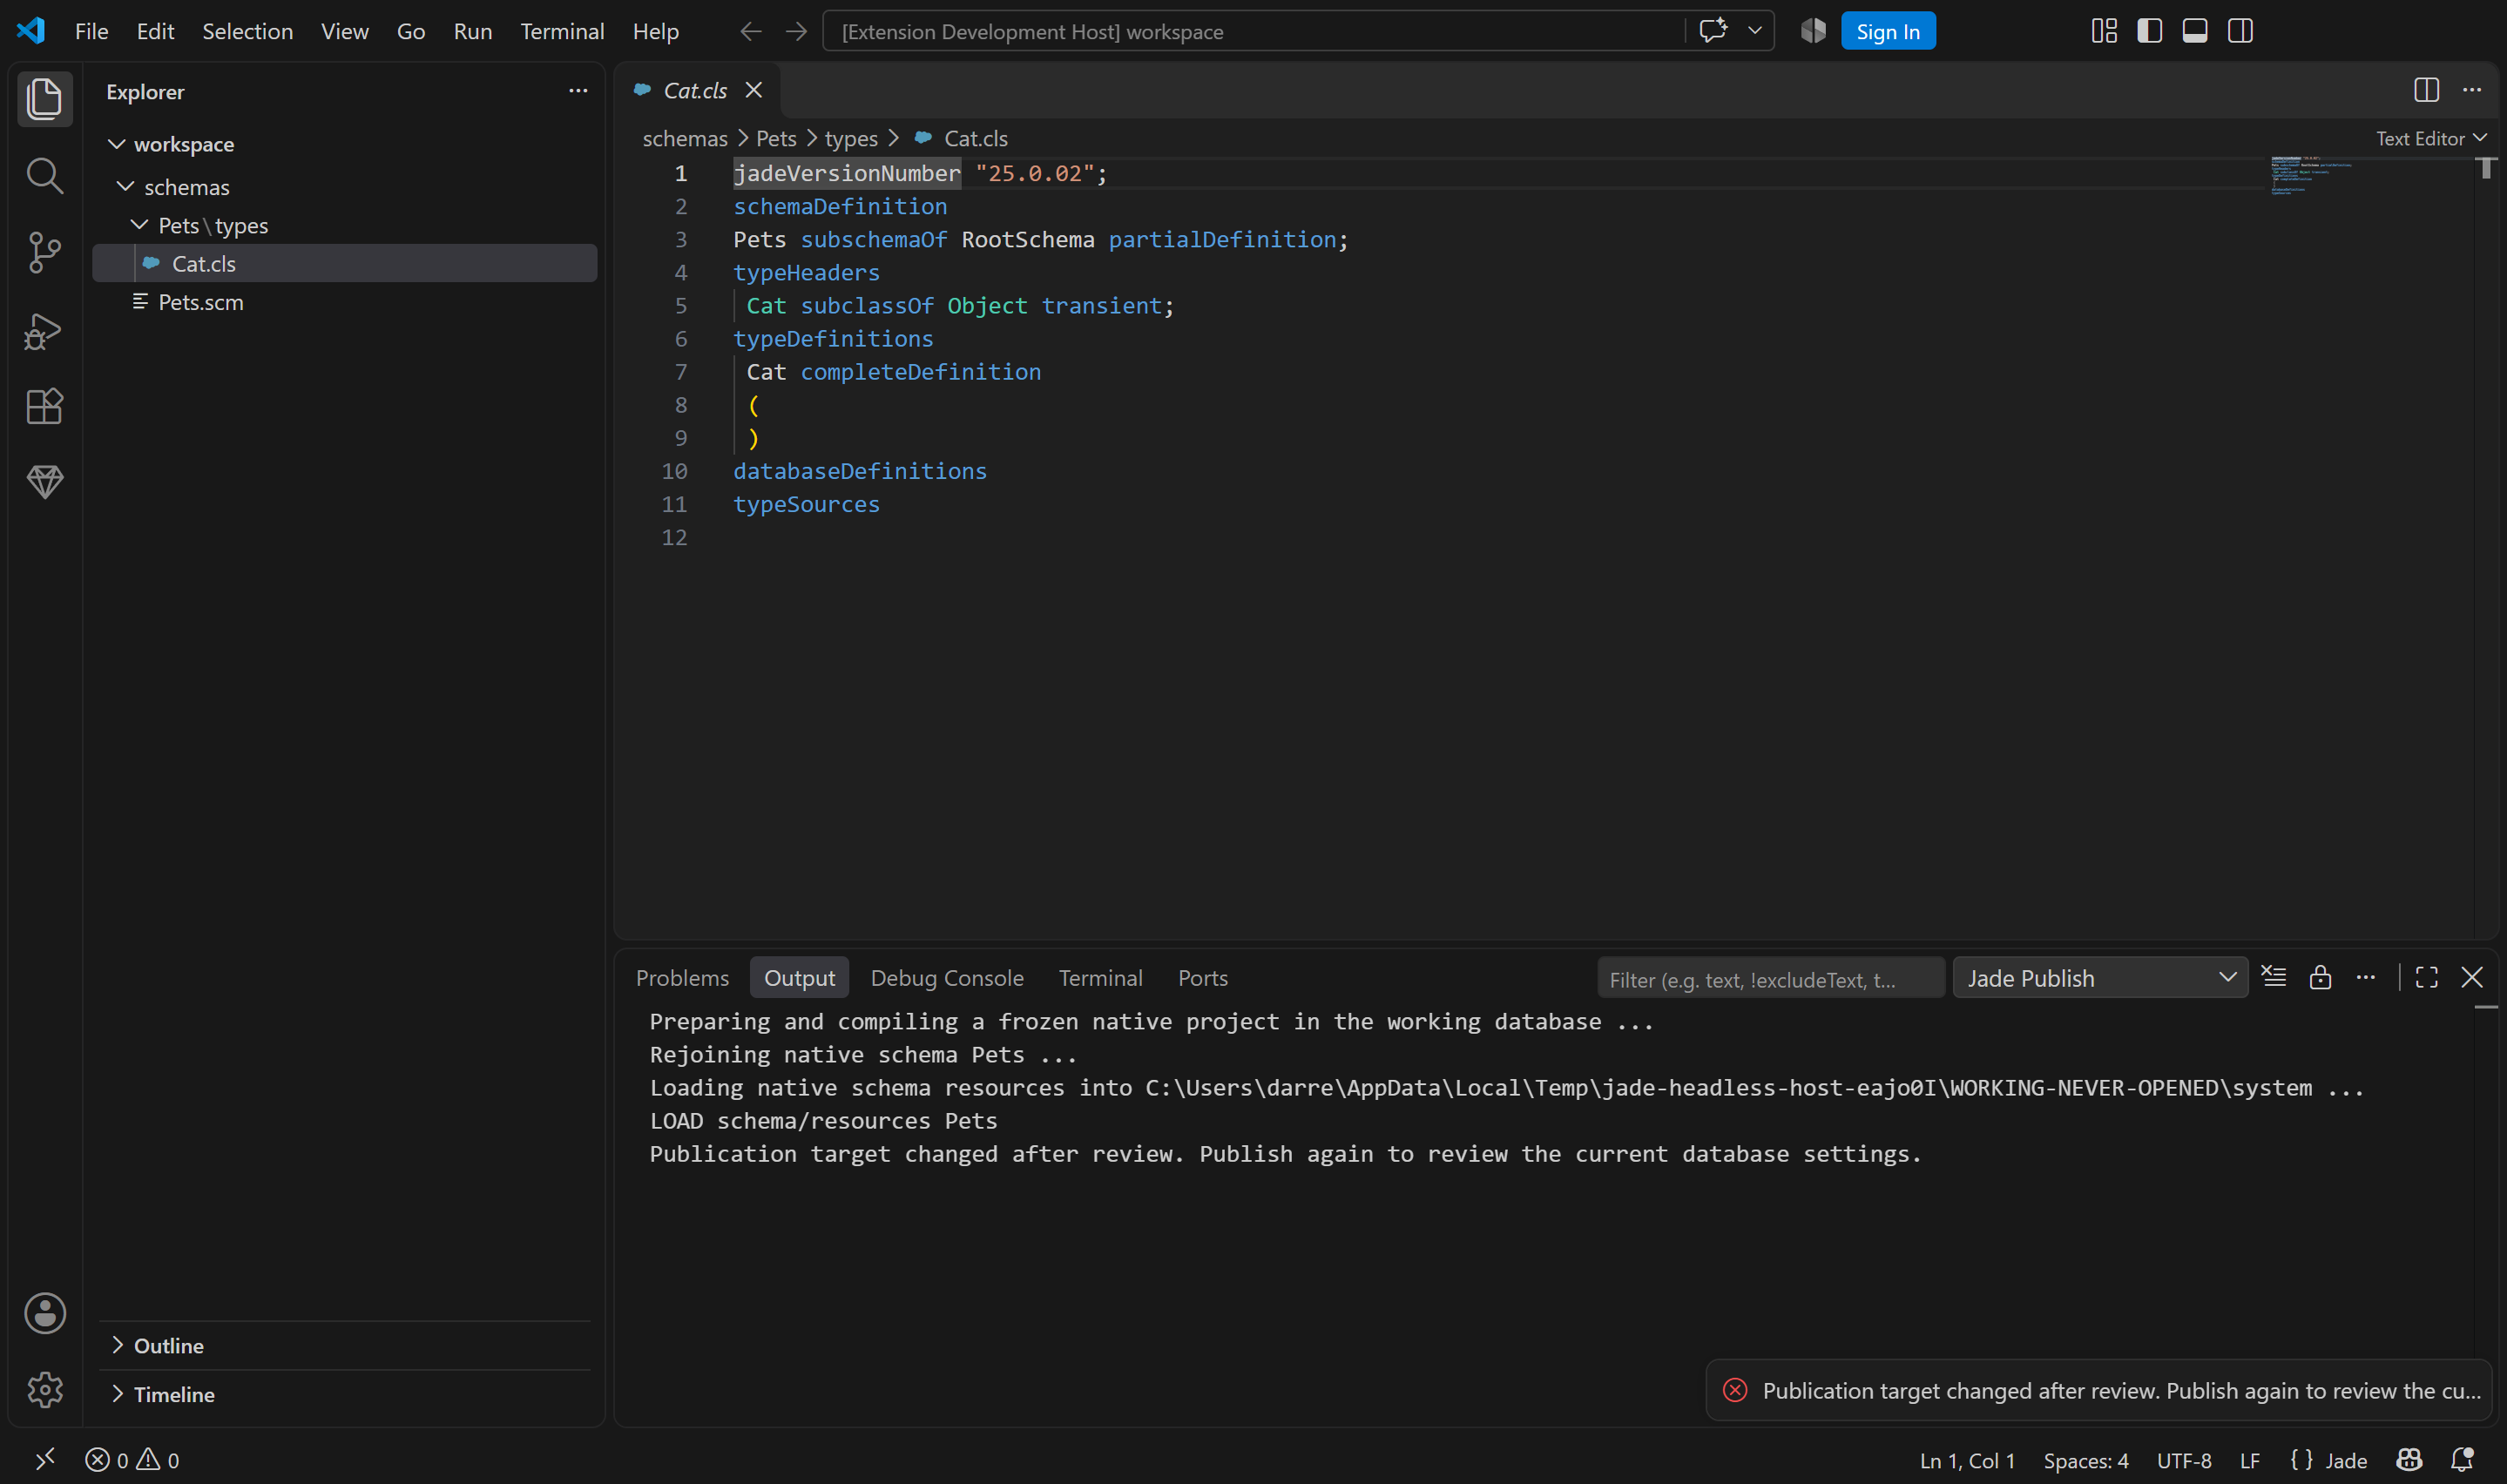 File Edit Selection View Go Run Terminal Help
[Extension Development Host] workspace
Sign In
Explorer
workspace
schemas
Pets\types
Cat.cls
Pets.scm
Outline
Timeline
Cat.cls
schemas > Pets > types > Cat.cls
Text Editor
1 jadeVersionNumber "25.0.02";
2 schemaDefinition
3 Pets subschemaOf RootSchema partialDefinition;
4 typeHeaders
5 Cat subclassOf Object transient;
6 typeDefinitions
7 Cat completeDefinition
8 (
9 )
10 databaseDefinitions
11 typeSources
12
Problems Output Debug Console Terminal Ports
Filter (e.g. text, !excludeText, t...
Jade Publish
Preparing and compiling a frozen native project in the working database ...
Rejoining native schema Pets ...
Loading native schema resources into C:\Users\darre\AppData\Local\Temp\jade-headless-host-eajo0I\WORKING-NEVER-OPENED\system ...
LOAD schema/resources Pets
Publication target changed after review. Publish again to review the current database settings.
Publication target changed after review. Publish again to review the cu...
0 0
Ln 1, Col 1 Spaces: 4 UTF-8 LF { } Jade